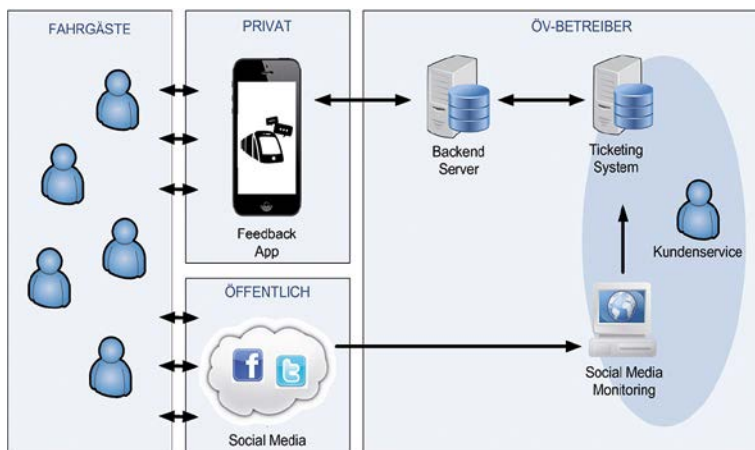 FAHRGÄSTE
PRIVAT
Feedback
App
ÖFFENTLICH
f
t
Social Media
ÖV-BETREIBER
Backend
Server
Ticketing
System
Kundenservice
Social Media
Monitoring